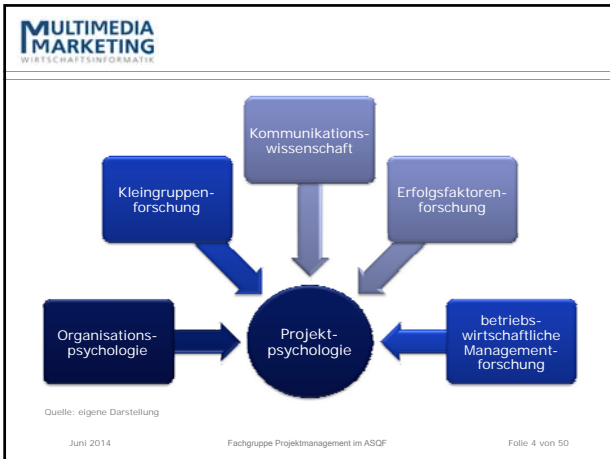 MULTIMEDIA
MARKETING
WIRTSCHAFTSINFORMATIK
Kommunikations-
wissenschaft
Kleingruppen-
forschung
Erfolgsfaktoren-
forschung
Organisations-
psychologie
Projekt-
psychologie
betriebs-
wirtschaftliche
Management-
forschung
Quelle: eigene Darstellung
Juni 2014
Fachgruppe Projektmanagement im ASQF
Folie 4 von 50